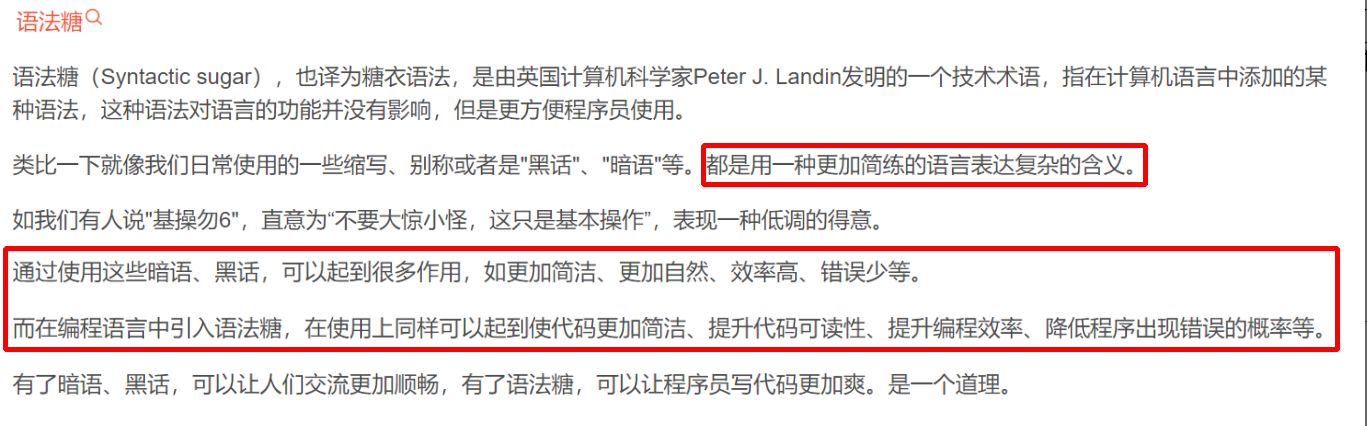 语法糖
语法糖（Syntactic sugar），也译为糖衣语法，是由英国计算机科学家Peter J. Landin发明的一个技术术语，指在计算机语言中添加的某
种语法，这种语法对语言的功能并没有影响，但是更方便程序员使用。
类比一下就像我们日常使用的一些缩写、别称或者是"黑话"、"暗语"等。都是用一种更加简练的语言表达复杂的含义。
如我们有人说"基操勿6"，直意为“不要大惊小怪，这只是基本操作”，表现一种低调的得意。
通过使用这些暗语、黑话，可以起到很多作用，如更加简洁、更加自然、效率高、错误少等。
而在编程语言中引入语法糖，在使用上同样可以起到使代码更加简洁、提升代码可读性、提升编程效率、降低程序出现错误的概率等。
有了暗语、黑话，可以让人们交流更加顺畅，有了语法糖，可以让程序员写代码更加爽。是一个道理。